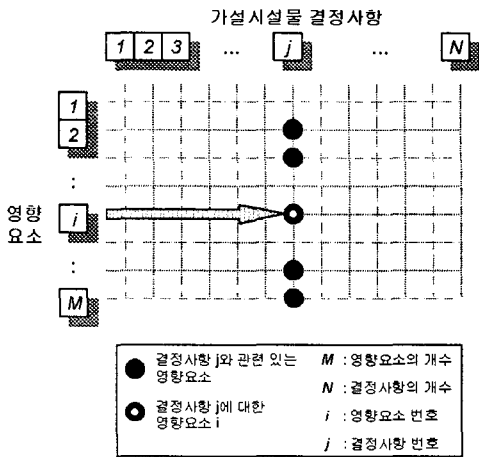 가설시설물 결정사항
1 2 3 ... j ... N
1
2
:
영향
요소
i
:
M
결정사항 j와 관련 있는
영향요소
결정사항 j에 대한
영향요소 i
M : 영향요소의 개수
N : 결정사항의 개수
i : 영향요소 번호
j : 결정사항 번호